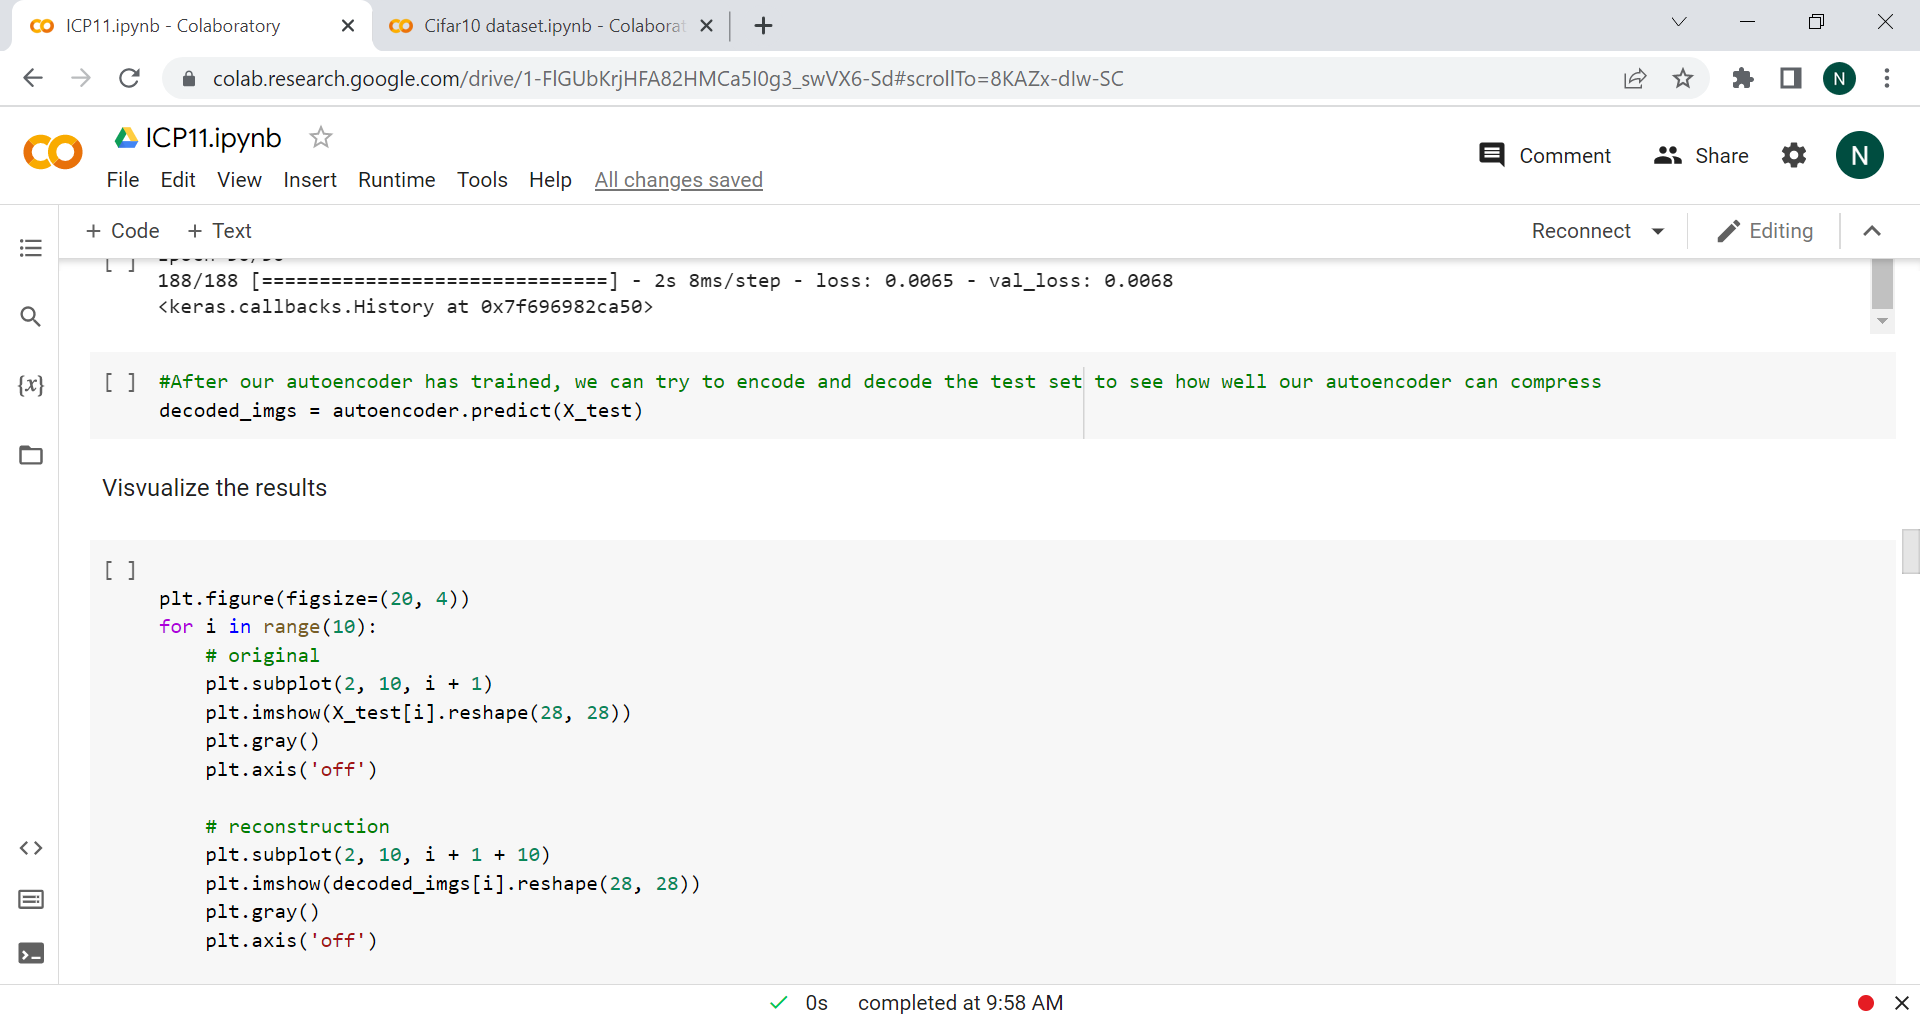 ICP11.ipynb - Colaboratory
Cifar10 dataset.ipynb - Colaborat
colab.research.google.com/drive/1-FlGUbKrjHFA82HMCa5I0g3_swVX6-Sd#scrollTo=8KAZx-dIw-SC
N
ICP11.ipynb
File Edit View Insert Runtime Tools Help All changes saved
Comment Share N
+ Code + Text
Reconnect Editing
[ ]
188/188 [==============================] - 2s 8ms/step - loss: 0.0065 - val_loss: 0.0068
<keras.callbacks.History at 0x7f696982ca50>
{x}
[ ] #After our autoencoder has trained, we can try to encode and decode the test set to see how well our autoencoder can compress
decoded_imgs = autoencoder.predict(X_test)
Visvualize the results
[ ]
plt.figure(figsize=(20, 4))
for i in range(10):
    # original
    plt.subplot(2, 10, i + 1)
    plt.imshow(X_test[i].reshape(28, 28))
    plt.gray()
    plt.axis('off')
    # reconstruction
    plt.subplot(2, 10, i + 1 + 10)
    plt.imshow(decoded_imgs[i].reshape(28, 28))
    plt.gray()
    plt.axis('off')
0s completed at 9:58 AM